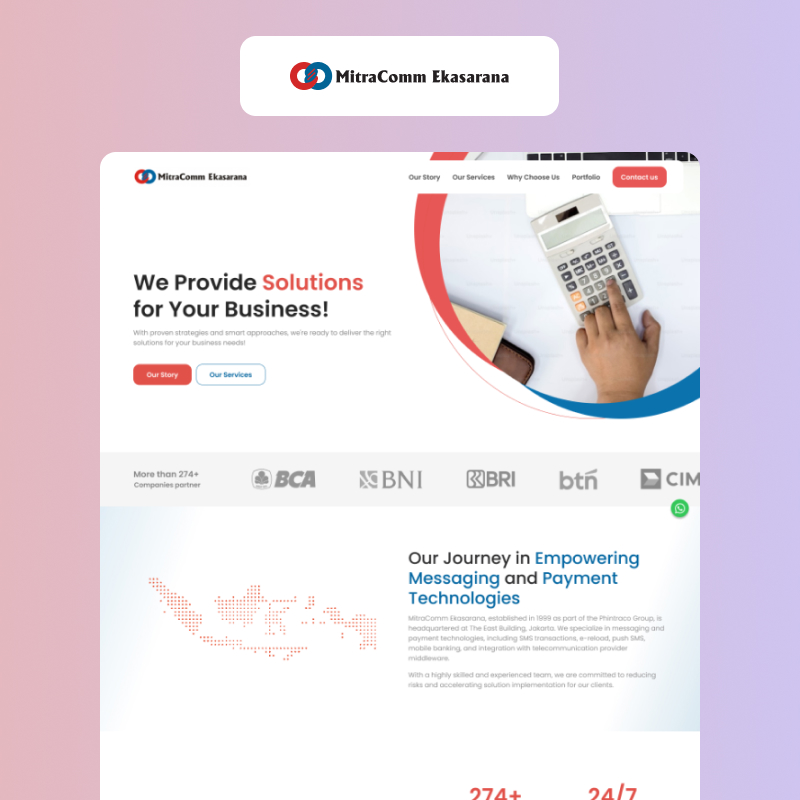 MitraComm Ekasarana
MitraComm Ekasarana
Our Story
Our Services
Why Choose Us
Portfolio
Contact us
We Provide Solutions
for Your Business!
With proven strategies and smart approaches, we're ready to deliver the right
solutions for your business needs!
Our Story
Our Services
More than 274+
Companies partner
BCA
BNI
BRI
btn
CIM
Our Journey in Empowering
Messaging and Payment
Technologies
MitraComm Ekasarana, established in 1999 as part of the Phintraco Group, is
headquartered at The East Building, Jakarta. We specialize in messaging and
payment technologies, including SMS transactions, e-reload, push SMS,
mobile banking, and integration with telecommunication provider
middleware.
With a highly skilled and experienced team, we are committed to reducing
risks and accelerating solution implementation for our clients.
274+
24/7